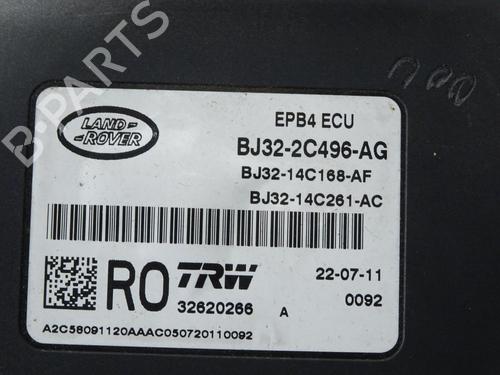 LAND
ROVER
EPB4 ECU
BJ32-2C496-AG
BJ32-14C168-AF
BJ32-14C261-AC
RO TRW 22-07-11
32620266 A 0092
A2C58091120AAAC050720110092